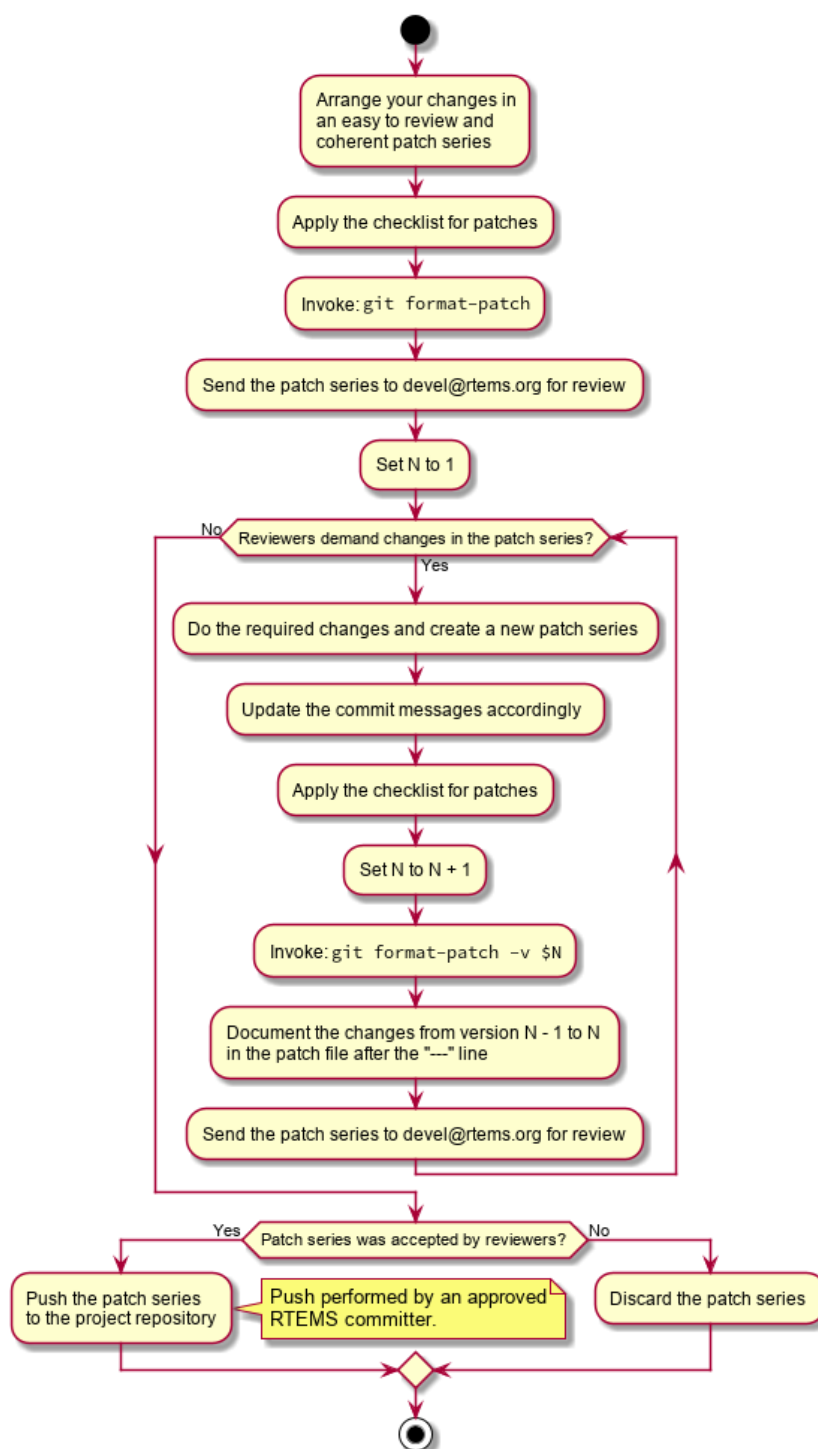 Arrange your changes in
an easy to review and
coherent patch series
Apply the checklist for patches
Invoke: git format-patch
Send the patch series to devel@rtems.org for review
Set N to 1
No
Reviewers demand changes in the patch series?
Yes
Do the required changes and create a new patch series
Update the commit messages accordingly
Apply the checklist for patches
Set N to N + 1
Invoke: git format-patch -v $N
Document the changes from version N - 1 to N
in the patch file after the "---" line
Send the patch series to devel@rtems.org for review
Yes
Patch series was accepted by reviewers?
No
Push the patch series
to the project repository
Push performed by an approved
RTEMS committer.
Discard the patch series